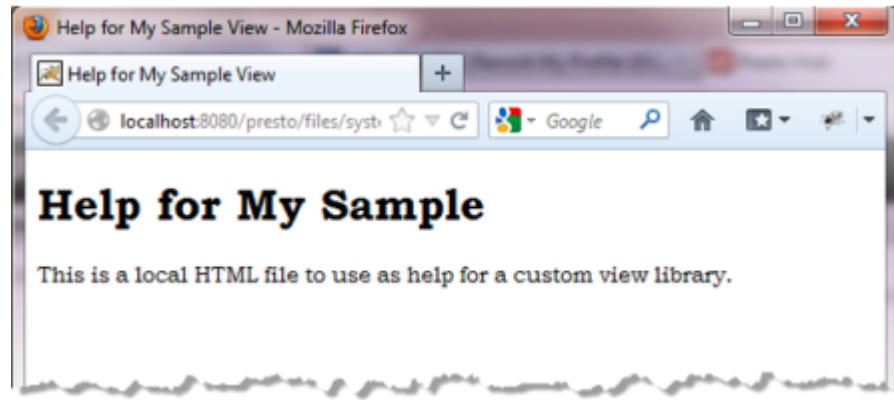 Help for My Sample View - Mozilla Firefox
Help for My Sample View +
localhost:8080/presto/files/syst Google
Help for My Sample
This is a local HTML file to use as help for a custom view library.